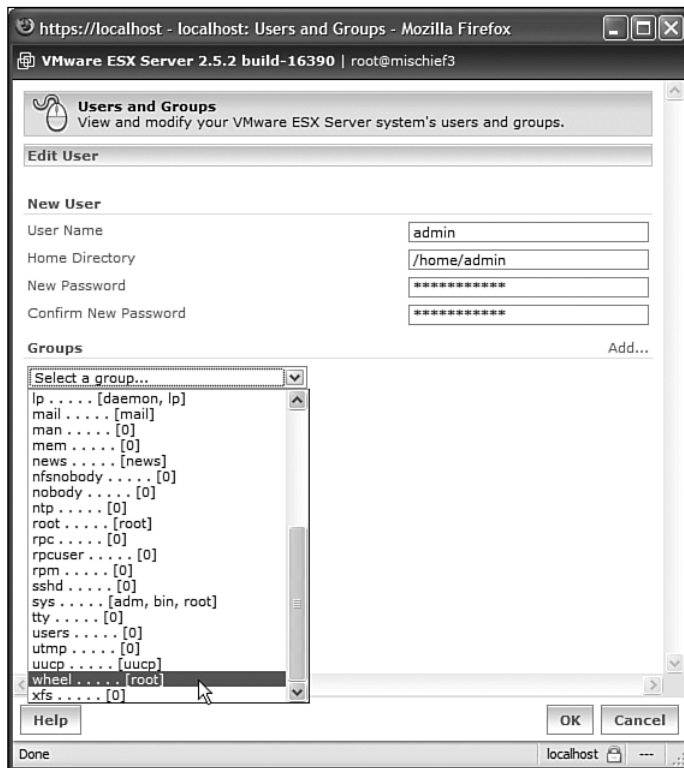 https://localhost - localhost: Users and Groups - Mozilla Firefox
VMware ESX Server 2.5.2 build-16390 | root@mischief3
Users and Groups
View and modify your VMware ESX Server system's users and groups.
Edit User
New User
User Name admin
Home Directory /home/admin
New Password ***********
Confirm New Password ***********
Groups Add...
Select a group...
lp . . . . . [daemon, lp]
mail . . . . . [mail]
man . . . . . [0]
mem . . . . . [0]
news . . . . . [news]
nfsnobody . . . . . [0]
nobody . . . . . [0]
ntp . . . . . [0]
root . . . . . [root]
rpc . . . . . [0]
rpcuser . . . . . [0]
rpm . . . . . [0]
sshd . . . . . [0]
sys . . . . . [adm, bin, root]
tty . . . . . [0]
users . . . . . [0]
utmp . . . . . [0]
uucp . . . . . [uucp]
wheel . . . . . [root]
xfs . . . . . [0]
Help OK Cancel
Done localhost ---